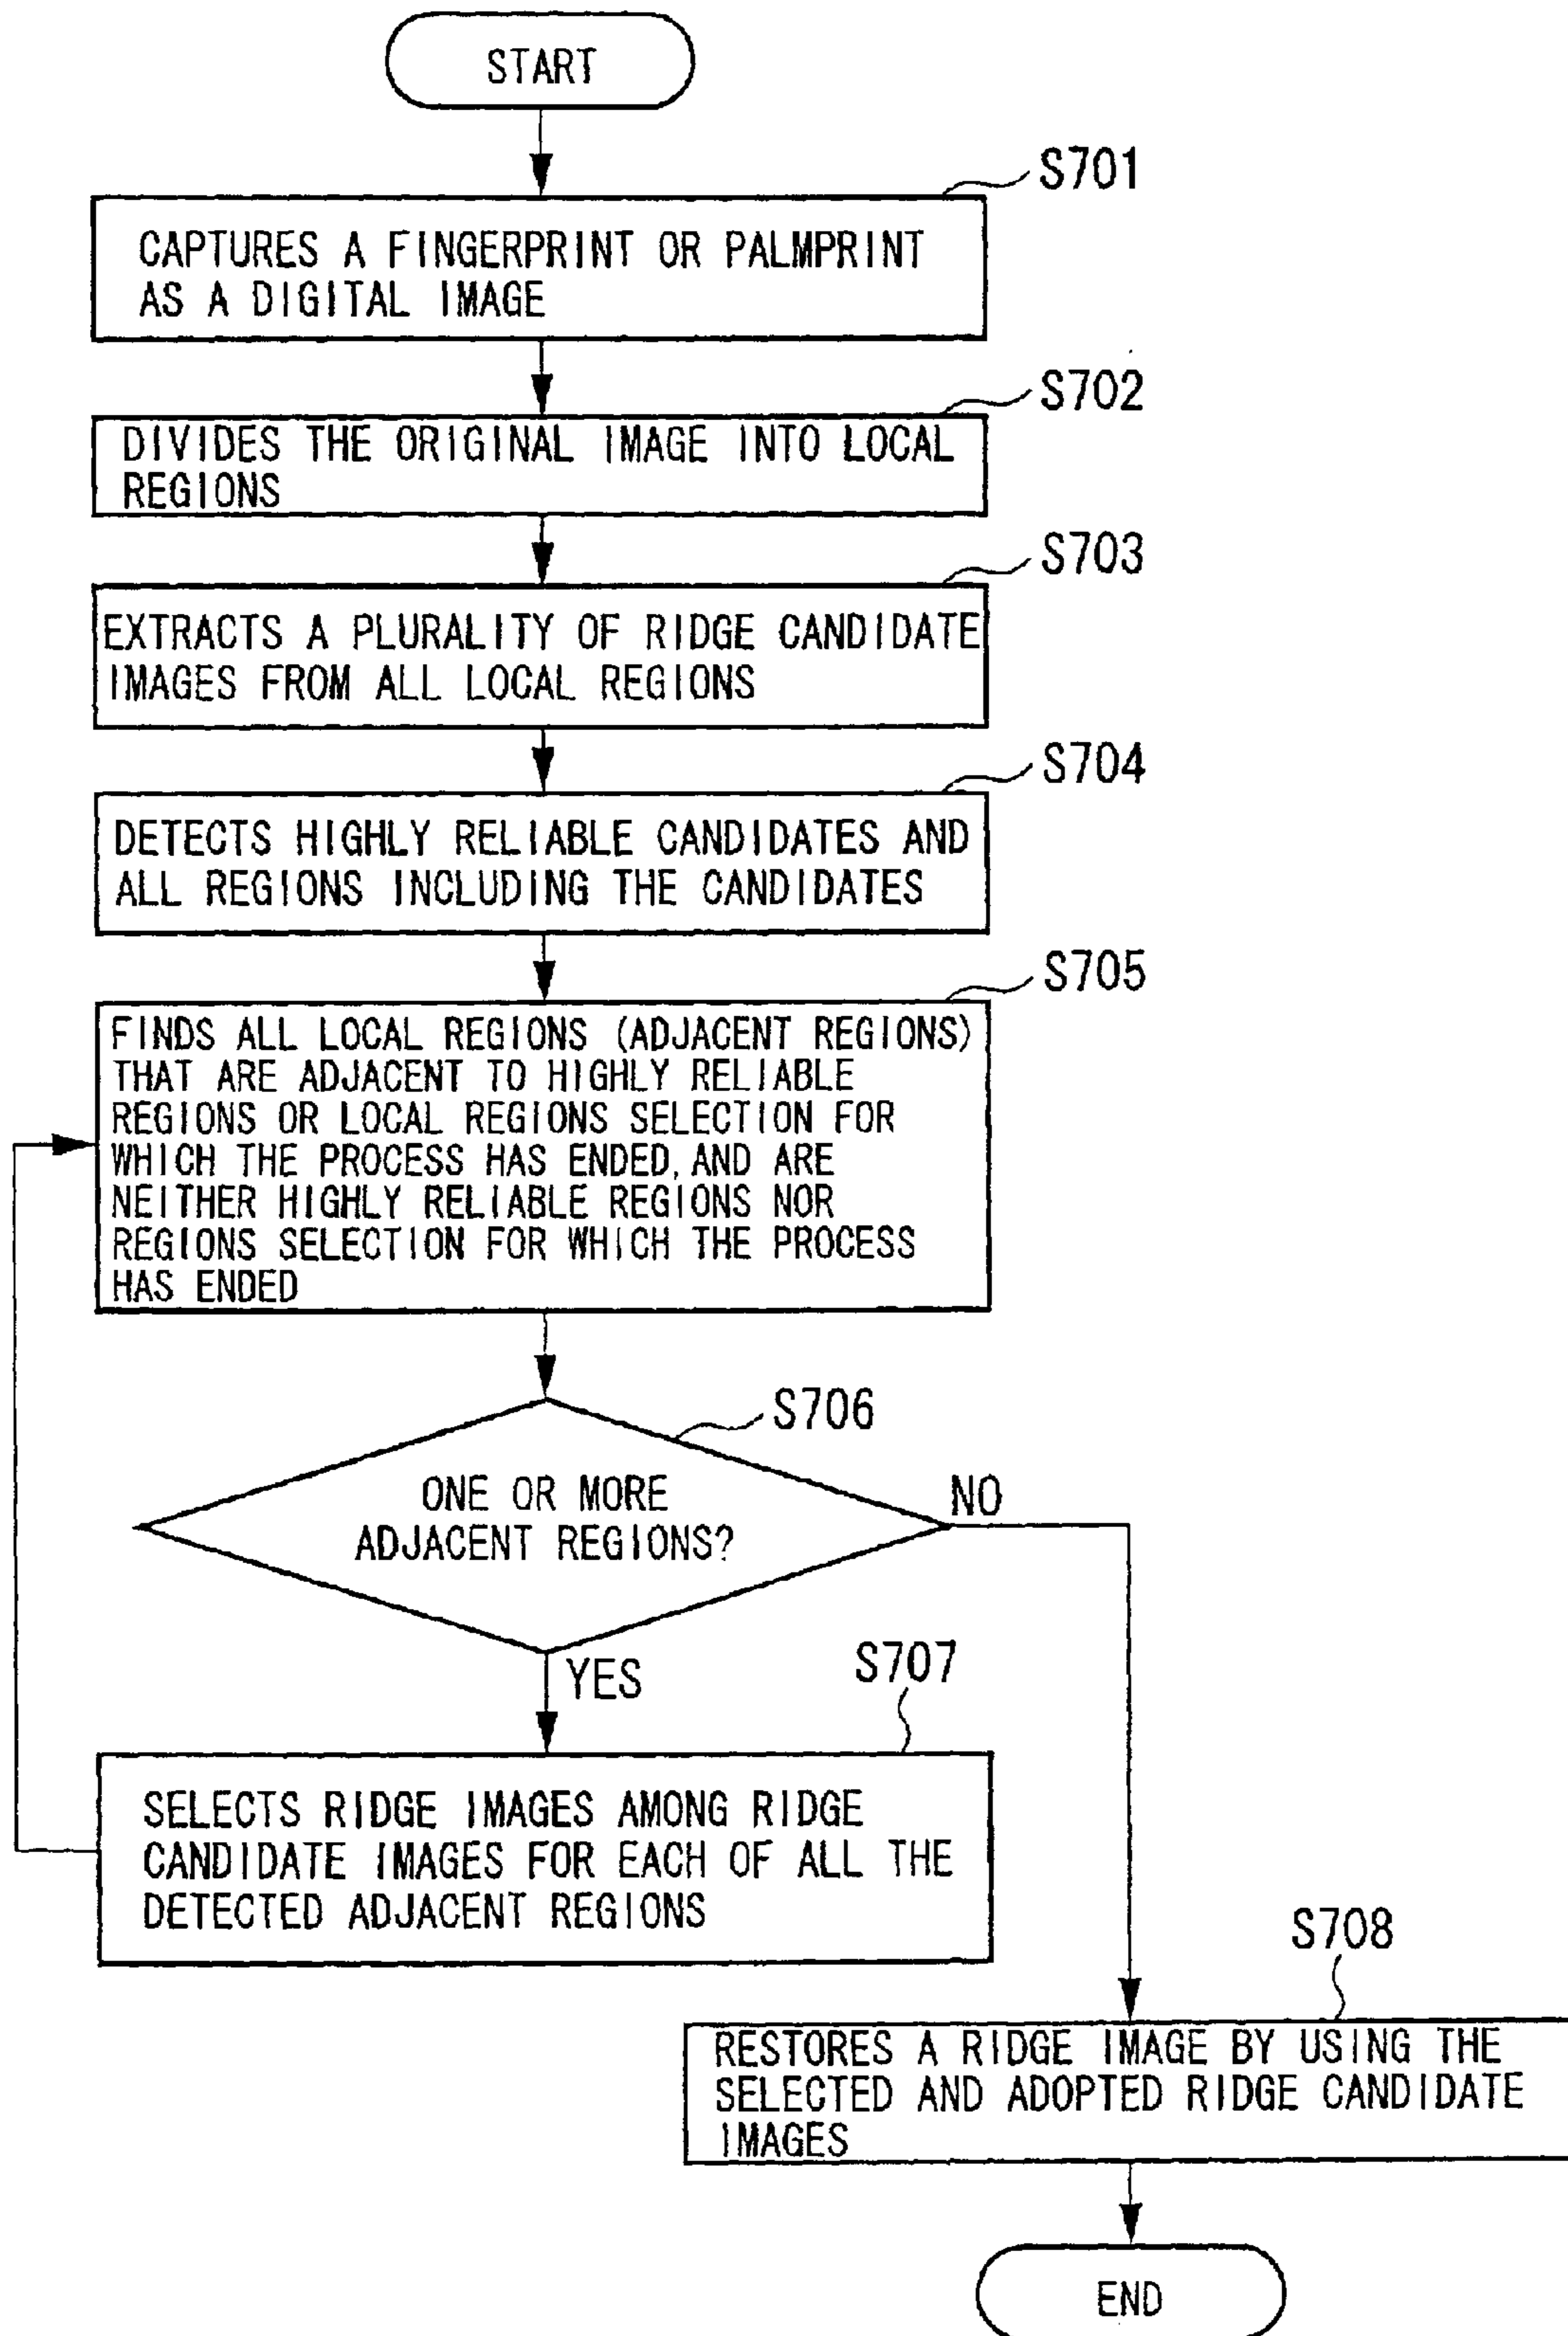 START
S701
CAPTURES A FINGERPRINT OR PALMPRINT
AS A DIGITAL IMAGE
S702
DIVIDES THE ORIGINAL IMAGE INTO LOCAL
REGIONS
S703
EXTRACTS A PLURALITY OF RIDGE CANDIDATE
IMAGES FROM ALL LOCAL REGIONS
S704
DETECTS HIGHLY RELIABLE CANDIDATES AND
ALL REGIONS INCLUDING THE CANDIDATES
S705
FINDS ALL LOCAL REGIONS (ADJACENT REGIONS)
THAT ARE ADJACENT TO HIGHLY RELIABLE
REGIONS OR LOCAL REGIONS SELECTION FOR
WHICH THE PROCESS HAS ENDED, AND ARE
NEITHER HIGHLY RELIABLE REGIONS NOR
REGIONS SELECTION FOR WHICH THE PROCESS
HAS ENDED
S706
ONE OR MORE
ADJACENT REGIONS?
NO
YES
S707
SELECTS RIDGE IMAGES AMONG RIDGE
CANDIDATE IMAGES FOR EACH OF ALL THE
DETECTED ADJACENT REGIONS
S708
RESTORES A RIDGE IMAGE BY USING THE
SELECTED AND ADOPTED RIDGE CANDIDATE
IMAGES
END